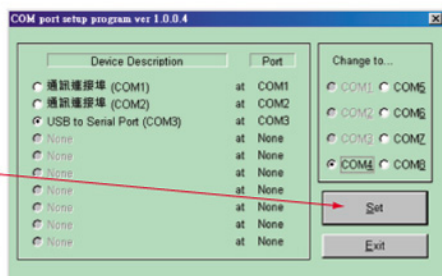 COM port setup program ver 1.0.0.4
Device Description Port
通訊連接埠 (COM1) at COM1
通訊連接埠 (COM2) at COM2
USB to Serial Port (COM3) at COM3
None at None
None at None
None at None
None at None
None at None
None at None
None at None
Change to...
COM1 COM5
COM2 COM6
COM3 COM7
COM4 COM8
Set
Exit